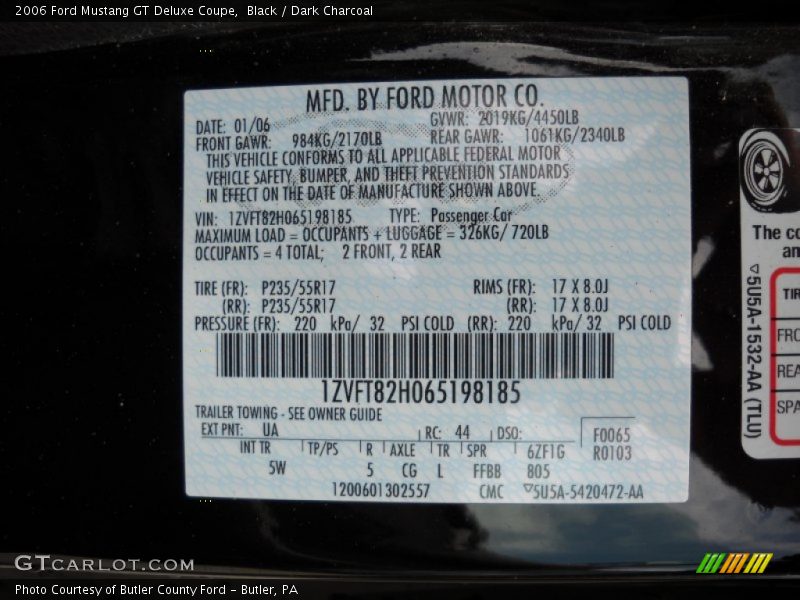 2006 Ford Mustang GT Deluxe Coupe,  Black / Dark Charcoal
MFD. BY FORD MOTOR CO.
DATE: 01/06 GVWR: 2019KG/4450LB
FRONT GAWR: 984KG/2170LB REAR GAWR: 1061KG/2340LB
THIS VEHICLE CONFORMS TO ALL APPLICABLE FEDERAL MOTOR
VEHICLE SAFETY, BUMPER, AND THEFT PREVENTION STANDARDS
IN EFFECT ON THE DATE OF MANUFACTURE SHOWN ABOVE.
VIN: 1ZVFT82H065198185 TYPE: Passenger Car
MAXIMUM LOAD = OCCUPANTS + LUGGAGE = 326KG/ 720LB
OCCUPANTS = 4 TOTAL; 2 FRONT, 2 REAR
TIRE (FR): P235/55R17 RIMS (FR): 17 X 8.0J
(RR): P235/55R17 (RR): 17 X 8.0J
PRESSURE (FR): 220 kPa/ 32 PSI COLD (RR): 220 kPa/ 32 PSI COLD
1ZVFT82H065198185
TRAILER TOWING - SEE OWNER GUIDE
EXT PNT: UA RC: 44 DSO: F0065
INT TR TP/PS R AXLE TR SPR 6ZF1G R0103
5W 5 CG L FFBB 805
1200601302557 CMC ▽5U5A-5420472-AA
The
TIR
FRO
REA
SPA
▽5U5A-1532-AA (TLU)
GTCARLOT.COM
Photo Courtesy of Butler County Ford - Butler, PA